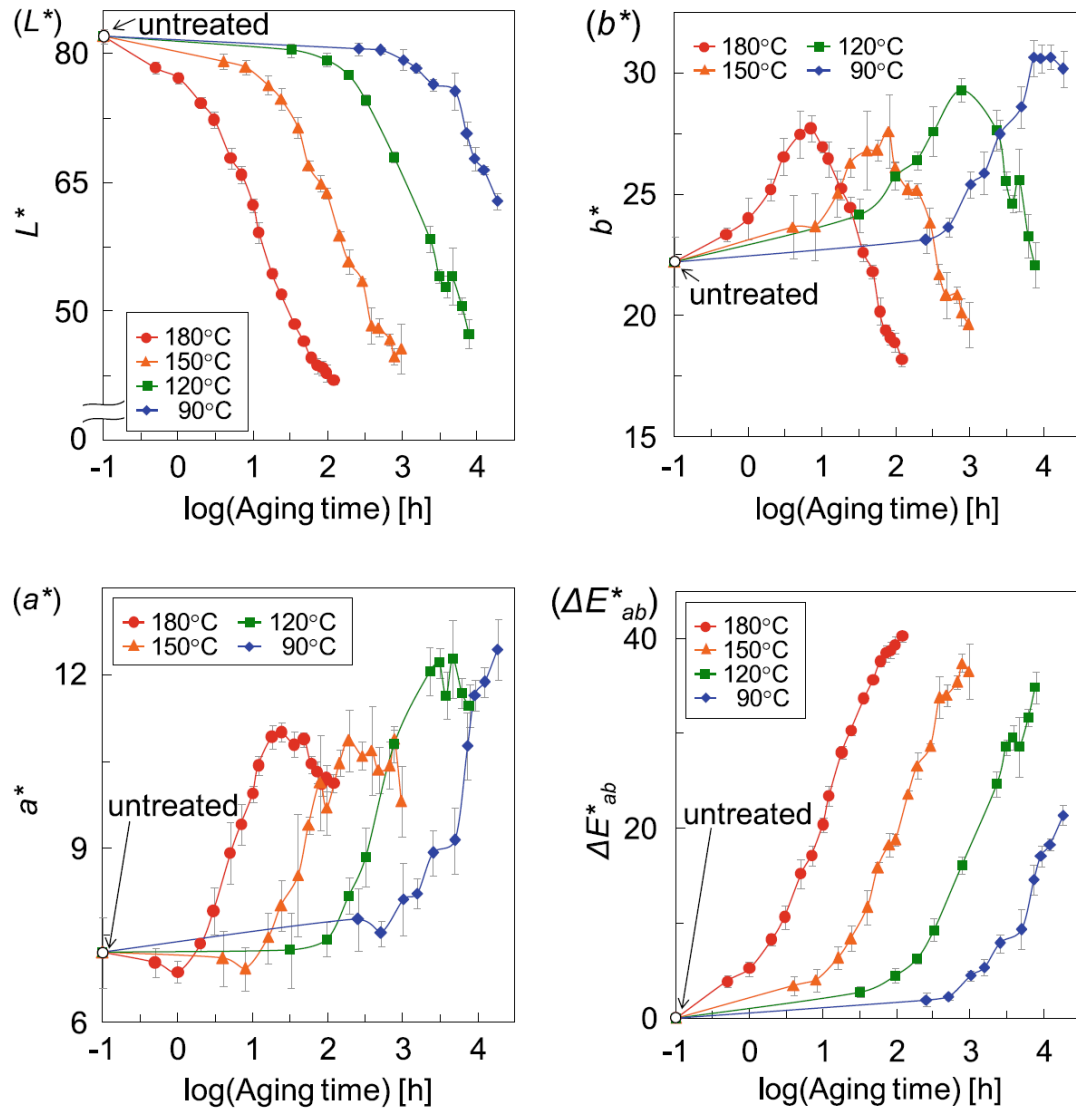 (L*)
untreated
80
65
50
0
L*
180°C
150°C
120°C
90°C
-1 0 1 2 3 4
log(Aging time) [h]
(b*)
180°C 120°C
150°C 90°C
30
25
20
15
b*
untreated
-1 0 1 2 3 4
log(Aging time) [h]
(a*)
180°C 120°C
150°C 90°C
12
9
6
a*
untreated
-1 0 1 2 3 4
log(Aging time) [h]
(ΔE*ab)
180°C
150°C
120°C
90°C
40
20
0
ΔE*ab
untreated
-1 0 1 2 3 4
log(Aging time) [h]